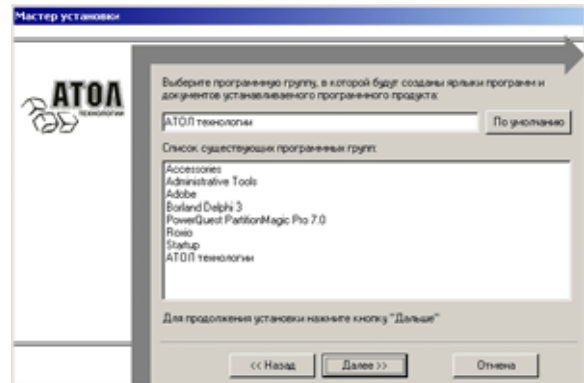 Мастер установки
АТОЛ
ТЕХНОЛОГИИ
Выберите программную группу, в которой будут созданы ярлыки программ и
документов устанавливаемого программного продукта:
АТОЛ технологии
По умолчанию
Список существующих программных групп:
Accessories
Administrative Tools
Adobe
Borland Delphi 3
PowerQuest PartitionMagic Pro 7.0
Roxio
Startup
АТОЛ технологии
Для продолжения установки нажмите кнопку "Дальше"
<< Назад
Далее >>
Отмена